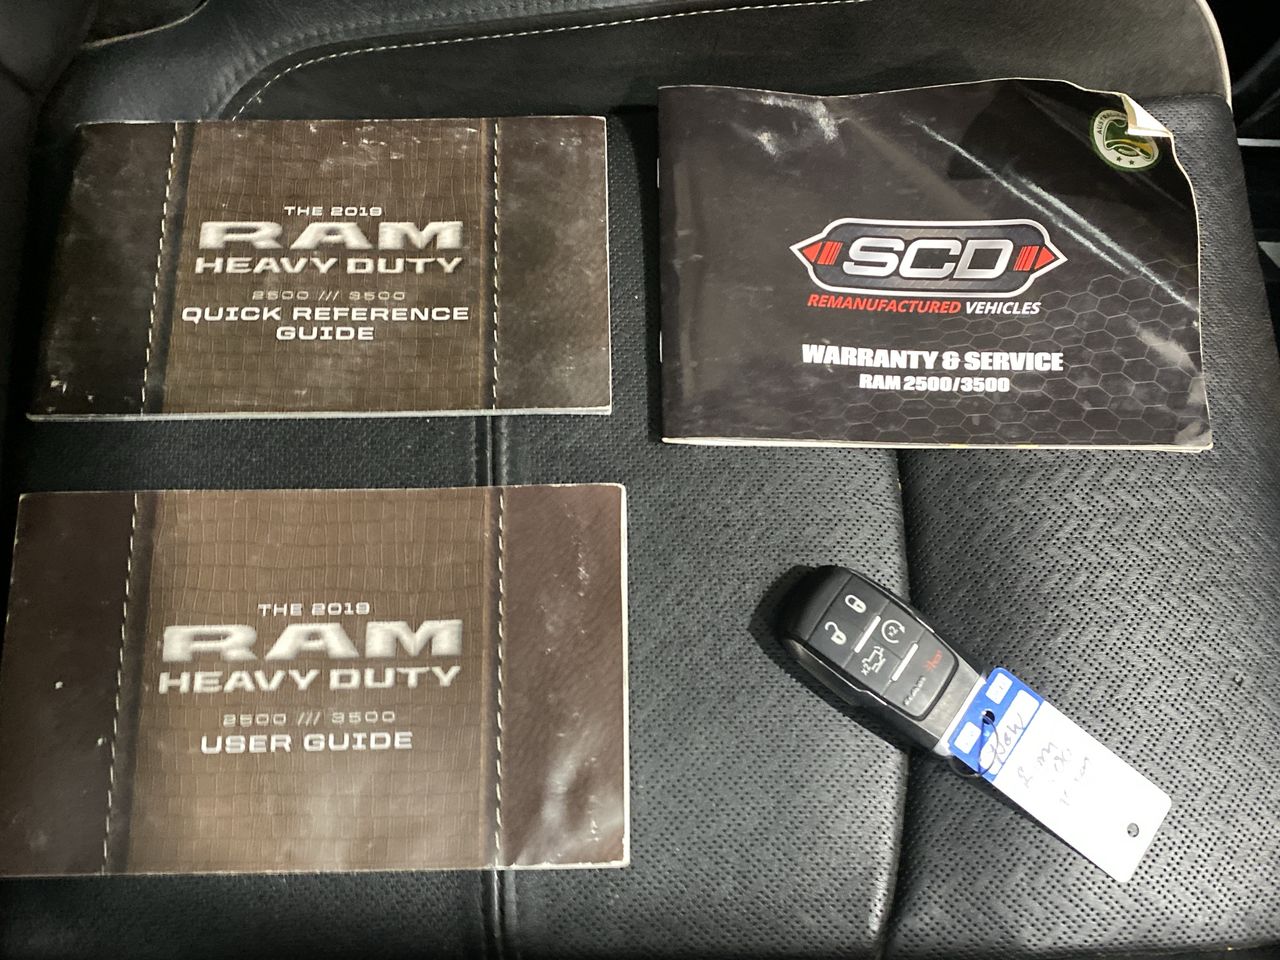 THE 2019
RAM
HEAVY DUTY
2500 /// 3500
QUICK REFERENCE
GUIDE
SCD
REMANUFACTURED VEHICLES
WARRANTY & SERVICE
RAM 2500/3500
THE 2019
RAM
HEAVY DUTY
2500 /// 3500
USER GUIDE
x2